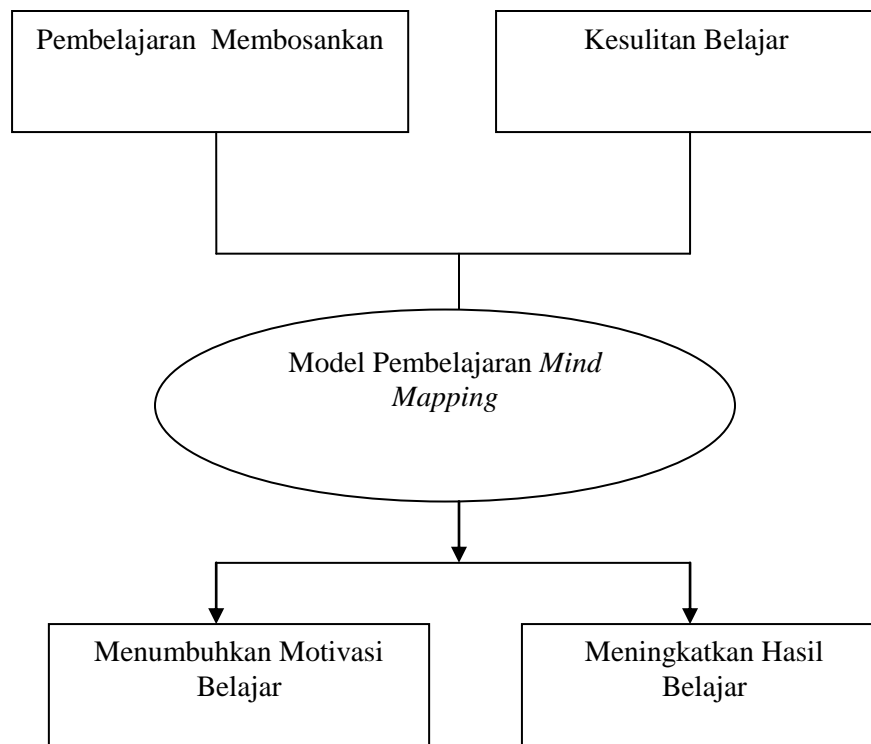 Pembelajaran  Membosankan
Kesulitan Belajar
Model Pembelajaran Mind
Mapping
Menumbuhkan Motivasi
Belajar
Meningkatkan Hasil
Belajar